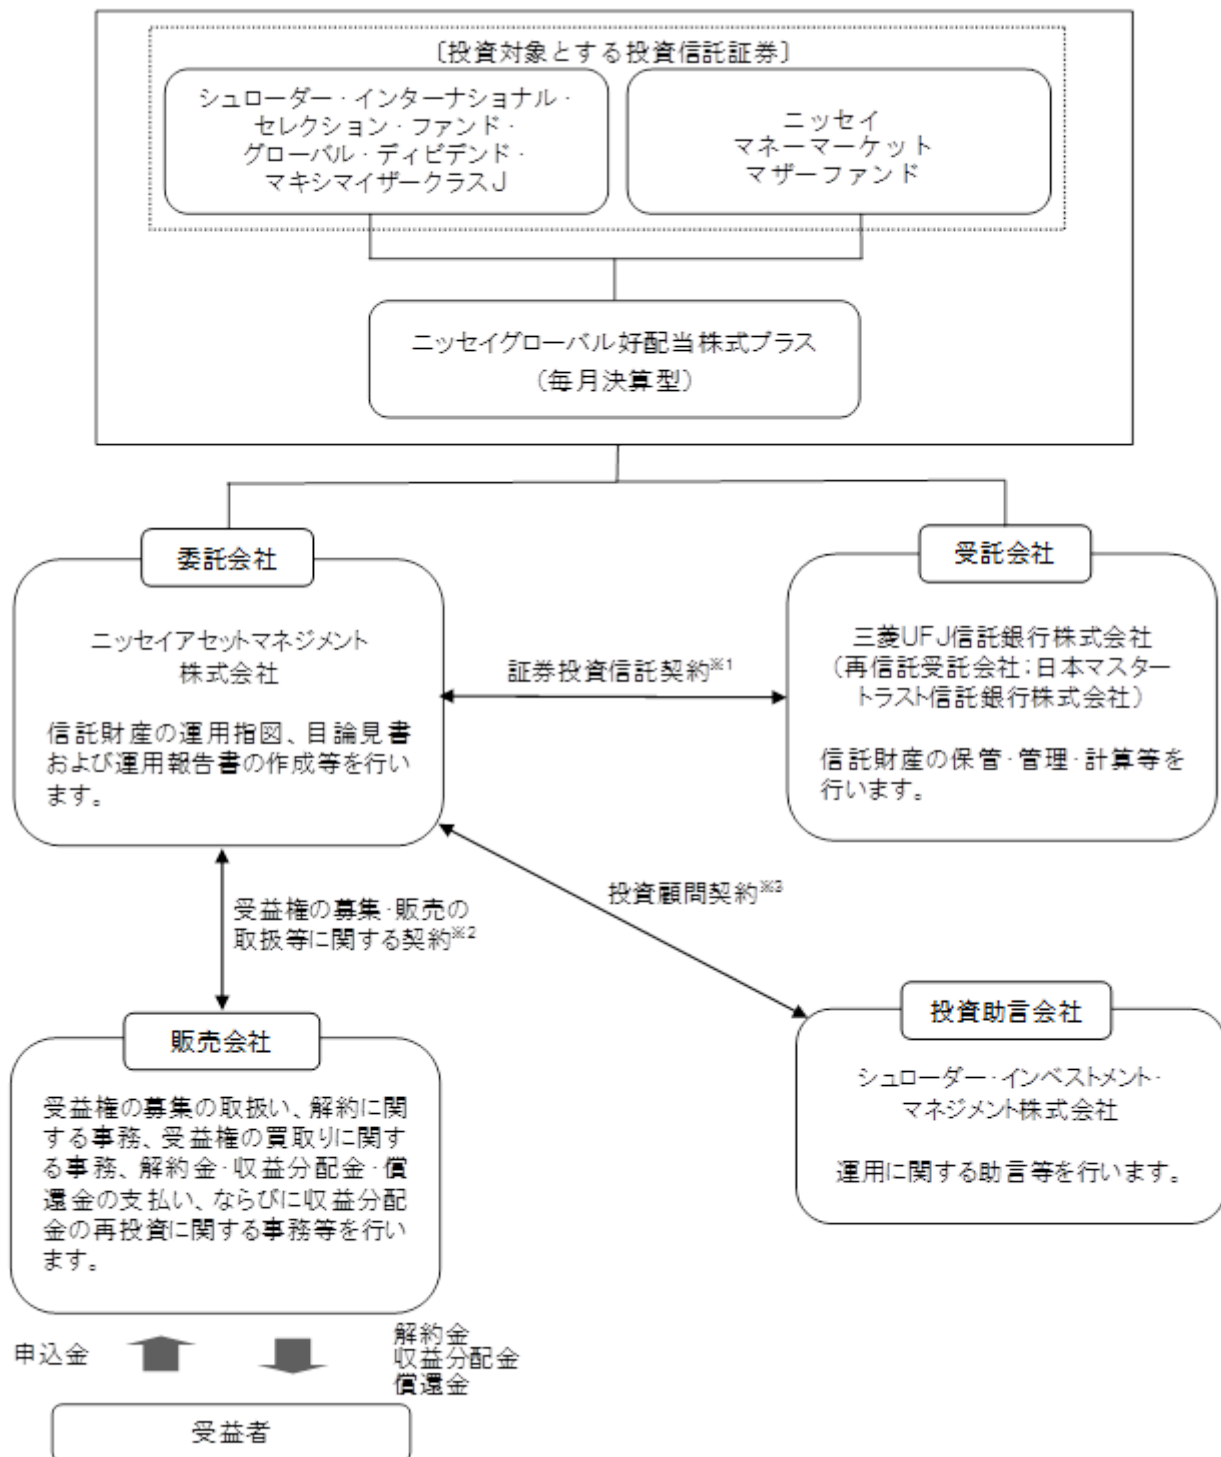 〔投資対象とする投資信託証券〕
シュローダー・インターナショナル・
セレクション・ファンド・
グローバル・ディビデンド・
マキシマイザークラスJ
ニッセイ
マネーマーケット
マザーファンド
ニッセイグローバル好配当株式プラス
（毎月決算型）
委託会社
ニッセイアセットマネジメント
株式会社
信託財産の運用指図、目論見書
および運用報告書の作成等を行い
ます。
証券投資信託契約※1
受託会社
三菱UFJ信託銀行株式会社
（再信託受託会社：日本マスター
トラスト信託銀行株式会社）
信託財産の保管・管理・計算等を
行います。
受益権の募集・販売の
取扱等に関する契約※2
投資顧問契約※3
販売会社
受益権の募集の取扱い、解約に関
する事務、受益権の買取りに関す
る事務、解約金・収益分配金・償
還金の支払い、ならびに収益分配
金の再投資に関する事務等を行い
ます。
投資助言会社
シュローダー・インベストメント・
マネジメント株式会社
運用に関する助言等を行います。
申込金
解約金
収益分配金
償還金
受益者